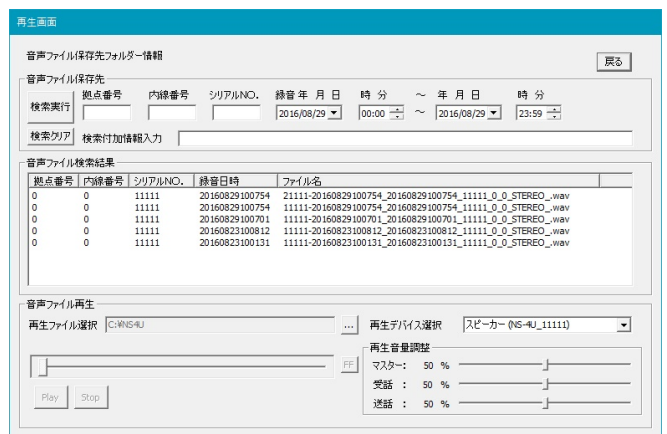 再生画面
音声ファイル保存先フォルダー情報
戻る
音声ファイル保存先
拠点番号 内線番号 シリアルNO. 録音年 月 日 時 分 ～ 年 月 日 時 分
検索実行 2016/08/29 00:00 ～ 2016/08/29 23:59
検索クリア 検索付加情報入力
音声ファイル検索結果
拠点番号 内線番号 シリアルNO. 録音日時 ファイル名
0 0 11111 20160829100754 21111-20160829100754_20160829100754_11111_0_0_STEREO_.wav
0 0 11111 20160829100754 11111-20160829100754_20160829100754_11111_0_0_STEREO_.wav
0 0 11111 20160829100701 11111-20160829100701_20160829100701_11111_0_0_STEREO_.wav
0 0 11111 20160823100812 11111-20160823100812_20160823100812_11111_0_0_STEREO_.wav
0 0 11111 20160823100131 11111-20160823100131_20160823100131_11111_0_0_STEREO_.wav
音声ファイル再生
再生ファイル選択 C:¥NS4U ... 再生デバイス選択 スピーカー (NS-4U_11111)
再生音量調整
FF マスター: 50 %
受話 : 50 %
Play Stop
送話 : 50 %